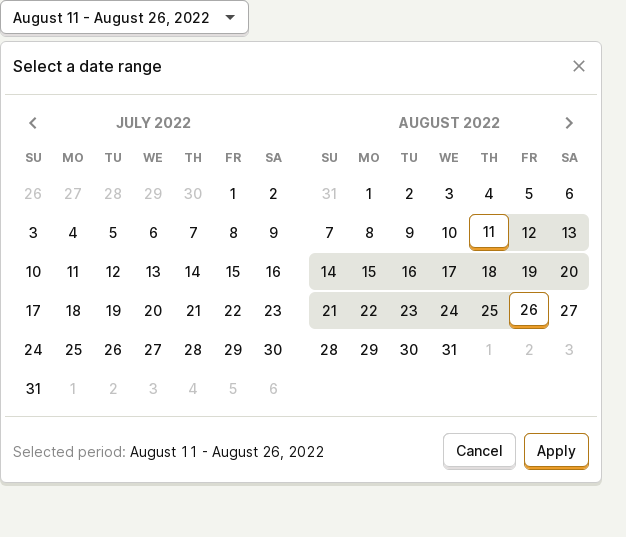 August 11 - August 26, 2022
Select a date range
JULY 2022
SU MO TU WE TH FR SA
26 27 28 29 30 1 2
3 4 5 6 7 8 9
10 11 12 13 14 15 16
17 18 19 20 21 22 23
24 25 26 27 28 29 30
31 1 2 3 4 5 6
AUGUST 2022
SU MO TU WE TH FR SA
31 1 2 3 4 5 6
7 8 9 10 11 12 13
14 15 16 17 18 19 20
21 22 23 24 25 26 27
28 29 30 31 1 2 3
Selected period: August 11 - August 26, 2022
Cancel Apply